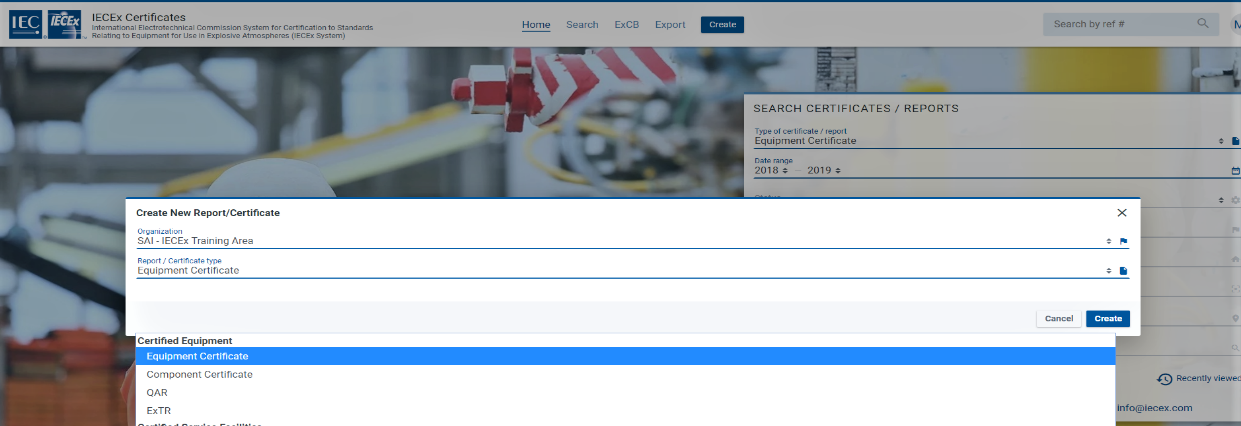 IEC IECEx
IECEx Certificates
International Electrotechnical Commission System for Certification to Standards
Relating to Equipment for Use in Explosive Atmospheres (IECEx System)
Home Search ExCB Export Create
Search by ref #
SEARCH CERTIFICATES / REPORTS
Type of certificate / report
Equipment Certificate
Date range
2018 – 2019
Create New Report/Certificate
Organization
SAI - IECEx Training Area
Report / Certificate type
Equipment Certificate
Cancel Create
Certified Equipment
Equipment Certificate
Component Certificate
QAR
ExTR
Certified Service Facilities
Recently viewed
info@iecex.com